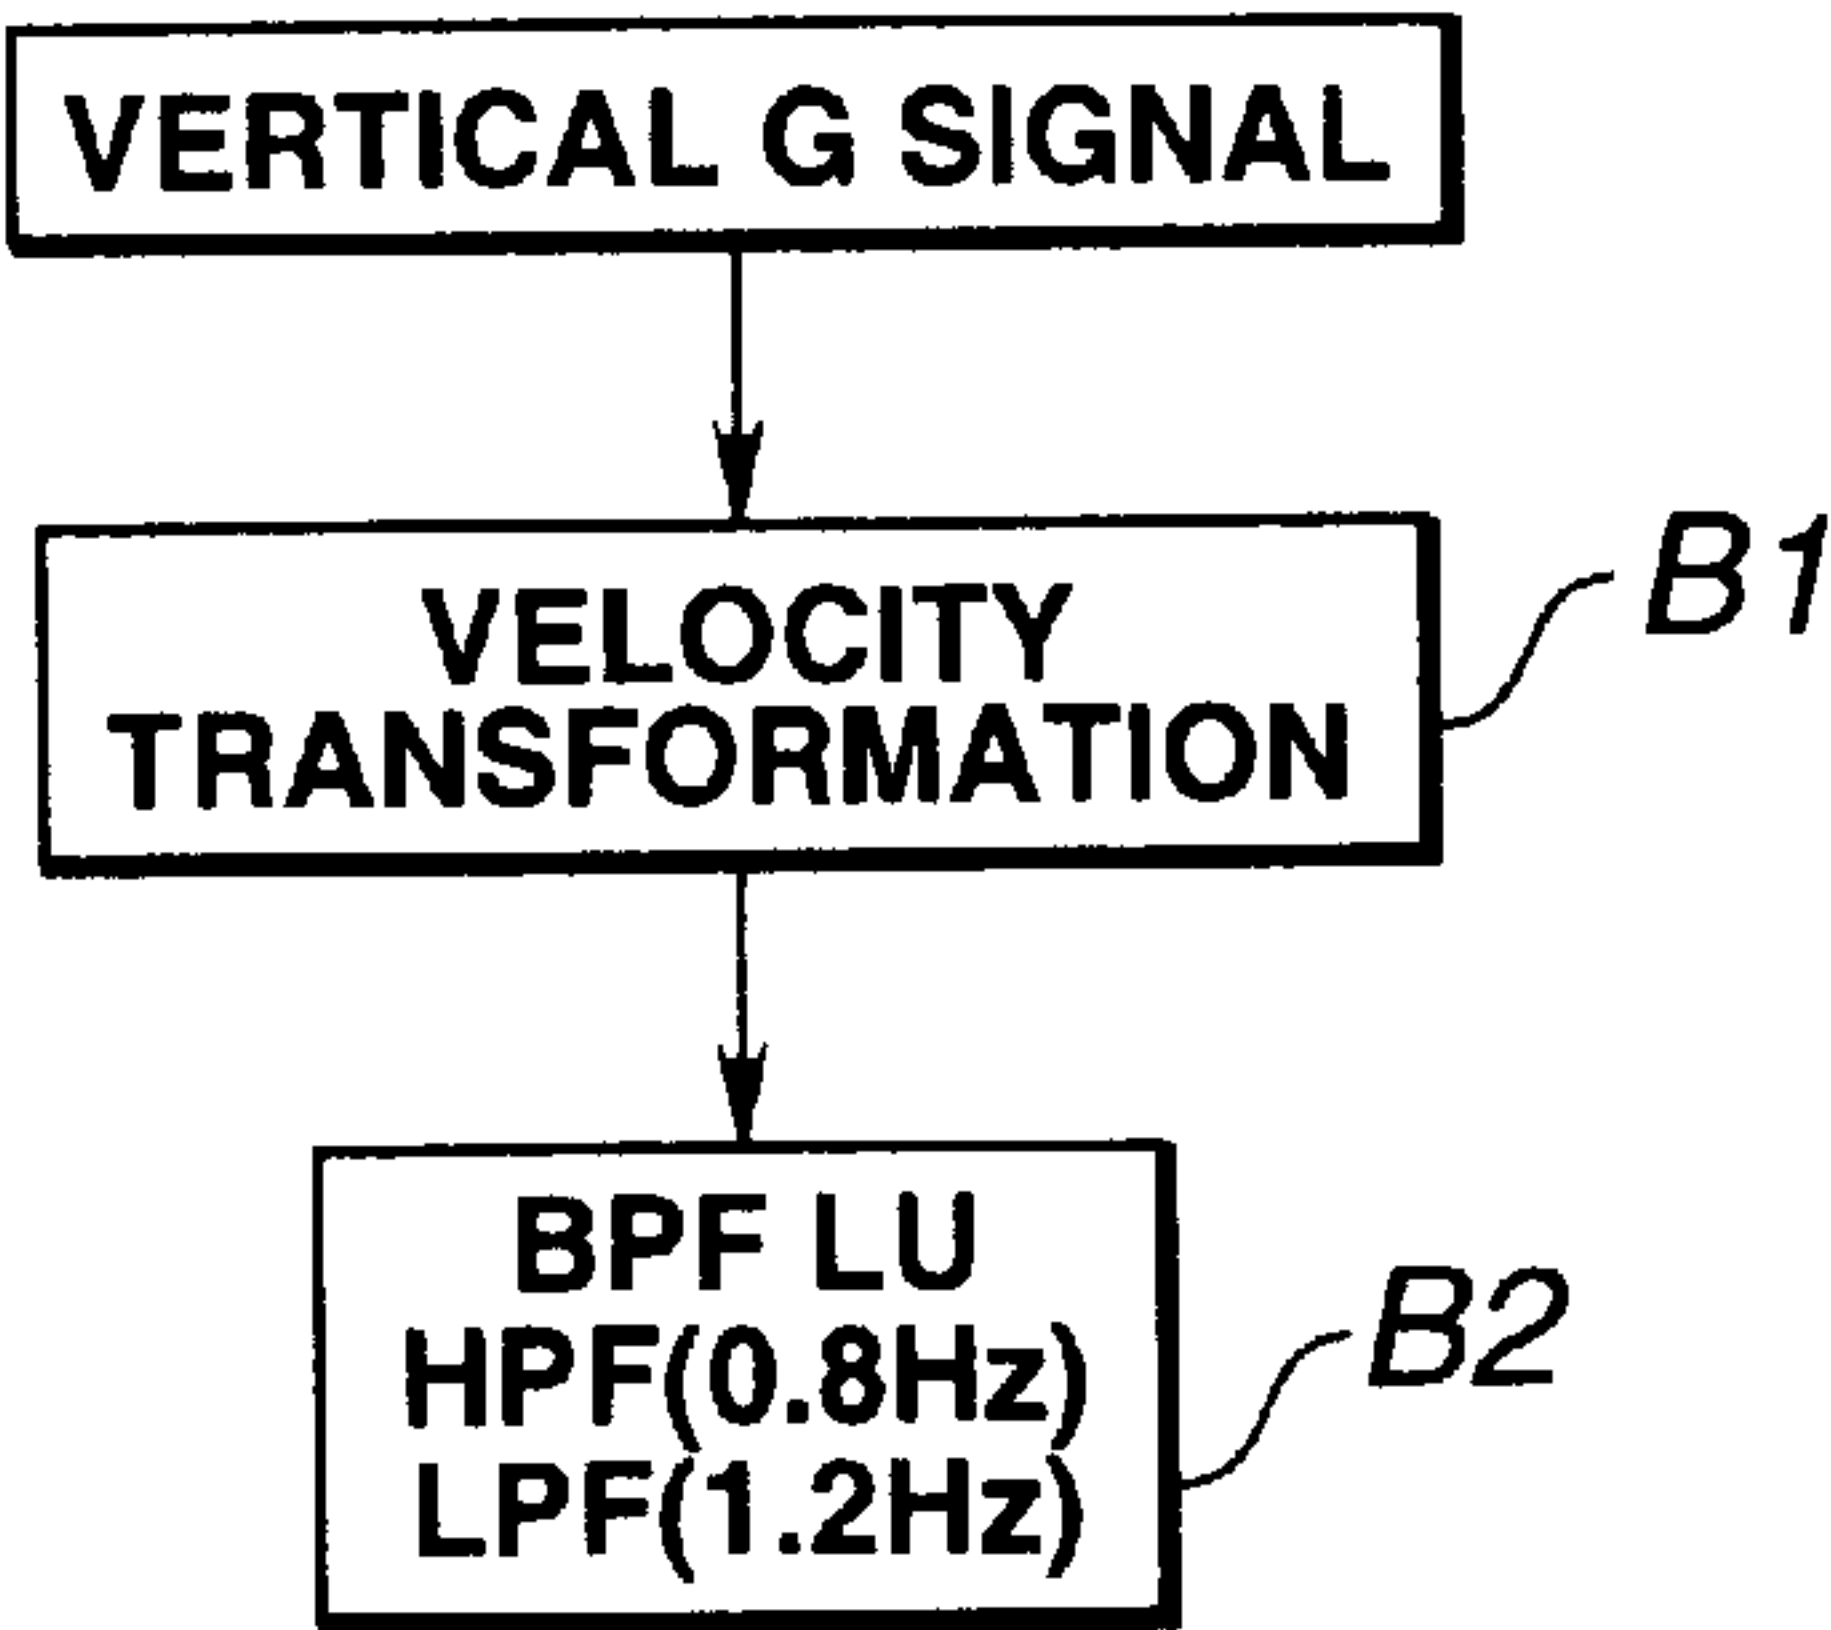 VERTICAL G SIGNAL
VELOCITY
TRANSFORMATION
B1
BPF LU
HPF(0.8Hz)
LPF(1.2Hz)
B2